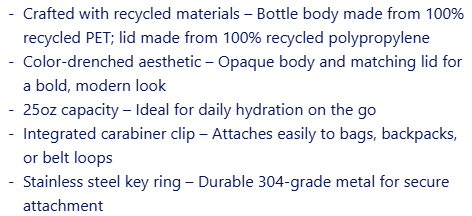 - Crafted with recycled materials – Bottle body made from 100%
recycled PET; lid made from 100% recycled polypropylene
- Color-drenched aesthetic – Opaque body and matching lid for
a bold, modern look
- 25oz capacity – Ideal for daily hydration on the go
- Integrated carabiner clip – Attaches easily to bags, backpacks,
or belt loops
- Stainless steel key ring – Durable 304-grade metal for secure
attachment